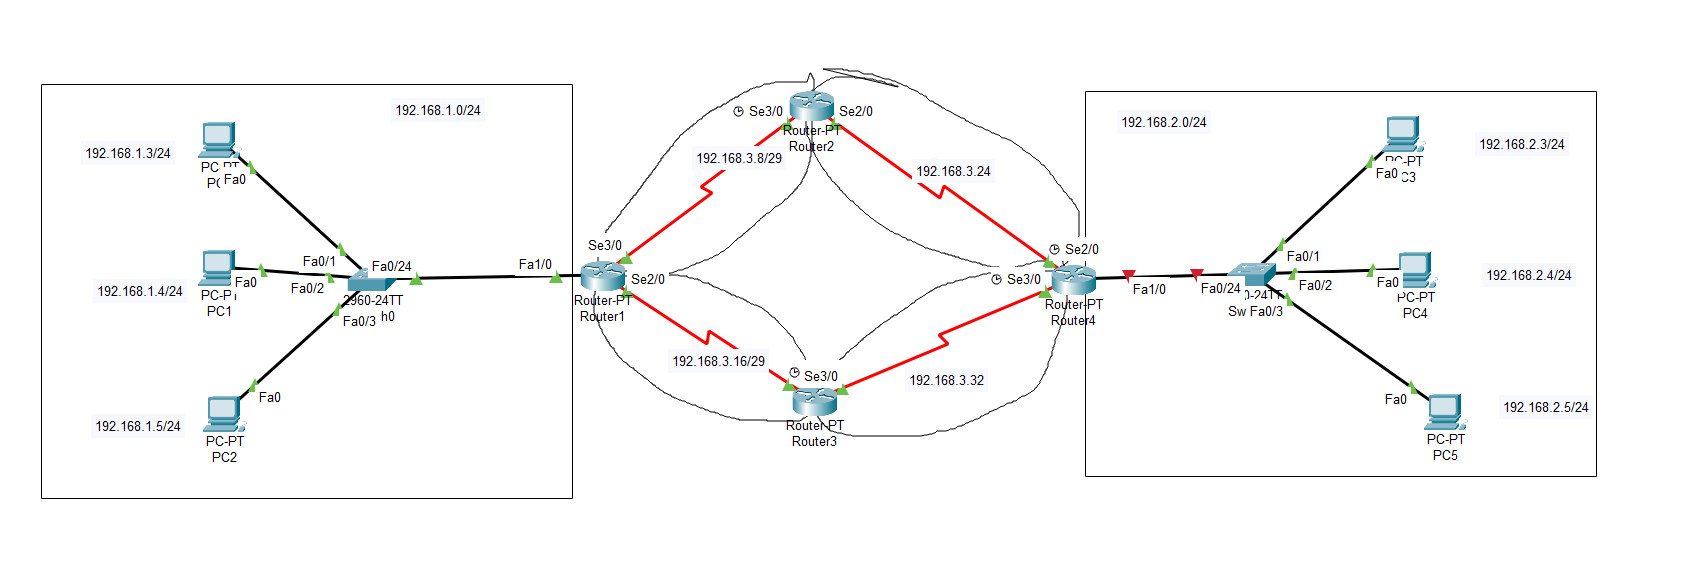 192.168.1.0/24
192.168.1.3/24
PC-PT
Fa0
192.168.1.4/24
Fa0
PC-PT
PC1
192.168.1.5/24
Fa0
PC-PT
PC2
Fa0/1
Fa0/24
Fa0/2
2960-24TT
Fa0/3
h0
Fa1/0
Se3/0
Se2/0
Router-PT
Router1
Se3/0
Se2/0
Router-PT
Router2
192.168.3.8/29
192.168.3.24
192.168.3.16/29
192.168.3.32
Se3/0
Router-PT
Router3
Se2/0
Se3/0
Router-PT
Router4
Fa1/0
192.168.2.0/24
Fa0/24
Fa0/1
Fa0/2
0-24TT
Sw Fa0/3
192.168.2.3/24
PC-PT
Fa0
C3
192.168.2.4/24
Fa0
PC-PT
PC4
192.168.2.5/24
Fa0
PC-PT
PC5